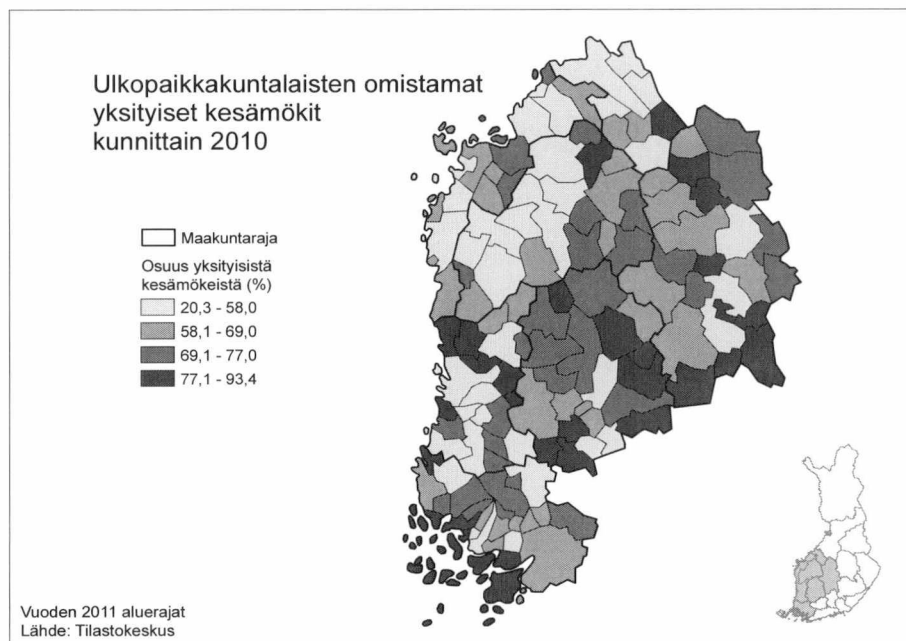 Ulkopaikkakuntalaisten omistamat
yksityiset kesämökit
kunnittain 2010
Maakuntaraja
Osuus yksityisistä
kesämökeistä (%)
20,3 - 58,0
58,1 - 69,0
69,1 - 77,0
77,1 - 93,4
Vuoden 2011 aluerajat
Lähde: Tilastokeskus